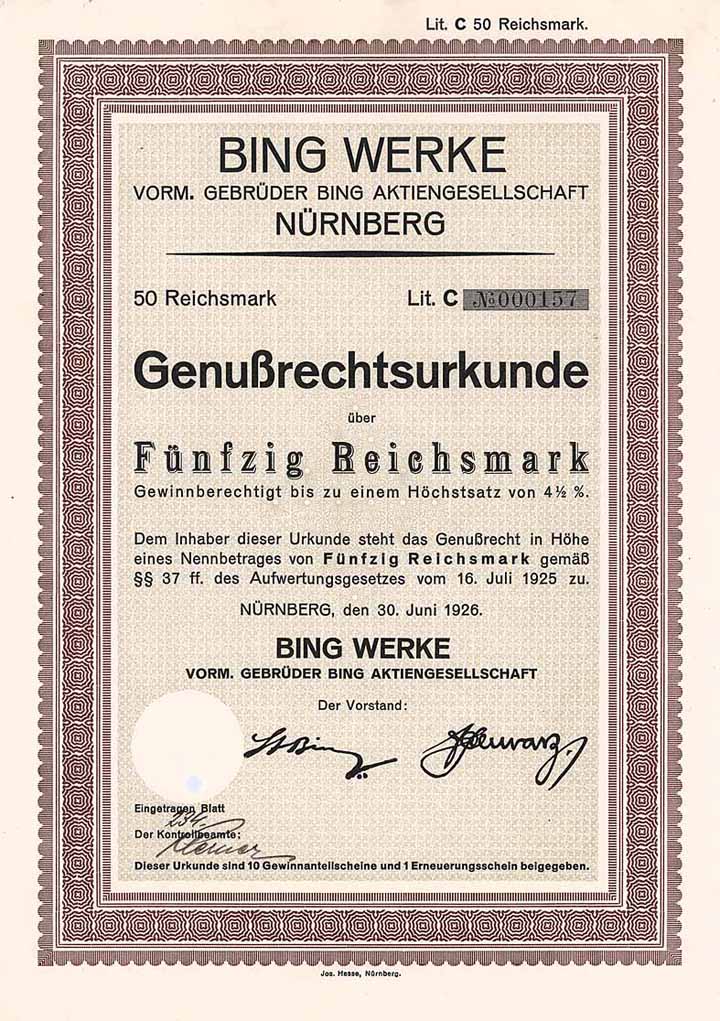 Lit. C 50 Reichsmark.
BING WERKE
VORM. GEBRÜDER BING AKTIENGESELLSCHAFT
NÜRNBERG
50 Reichsmark Lit. C №000157
Genußrechtsurkunde
über
Fünfzig Reichsmark
Gewinnberechtigt bis zu einem Höchstsatz von 4½ %.
Dem Inhaber dieser Urkunde steht das Genußrecht in Höhe
eines Nennbetrages von Fünfzig Reichsmark gemäß
§§ 37 ff. des Aufwertungsgesetzes vom 16. Juli 1925 zu.
NÜRNBERG, den 30. Juni 1926.
BING WERKE
VORM. GEBRÜDER BING AKTIENGESELLSCHAFT
Der Vorstand:
Eingetragen Blatt
234.
Der Kontrollbeamte:
Dieser Urkunde sind 10 Gewinnanteilscheine und 1 Erneuerungsschein beigegeben.
Jos. Hesse, Nürnberg.